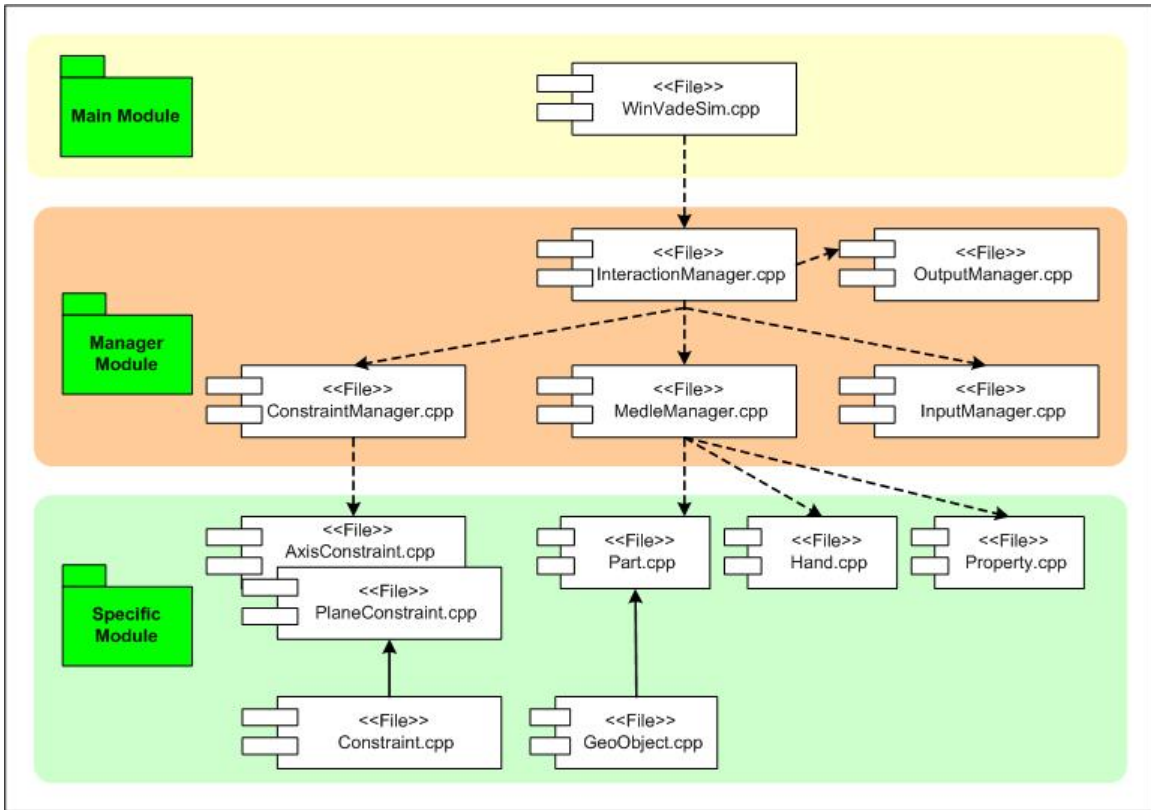 Main Module
<<File>>
WinVadeSim.cpp
<<File>>
InteractionManager.cpp
<<File>>
OutputManager.cpp
Manager
Module
<<File>>
ConstraintManager.cpp
<<File>>
MedleManager.cpp
<<File>>
InputManager.cpp
Specific
Module
<<File>>
AxisConstraint.cpp
PlaneConstraint.cpp
<<File>>
Part.cpp
<<File>>
Hand.cpp
<<File>>
Property.cpp
<<File>>
Constraint.cpp
<<File>>
GeoObject.cpp